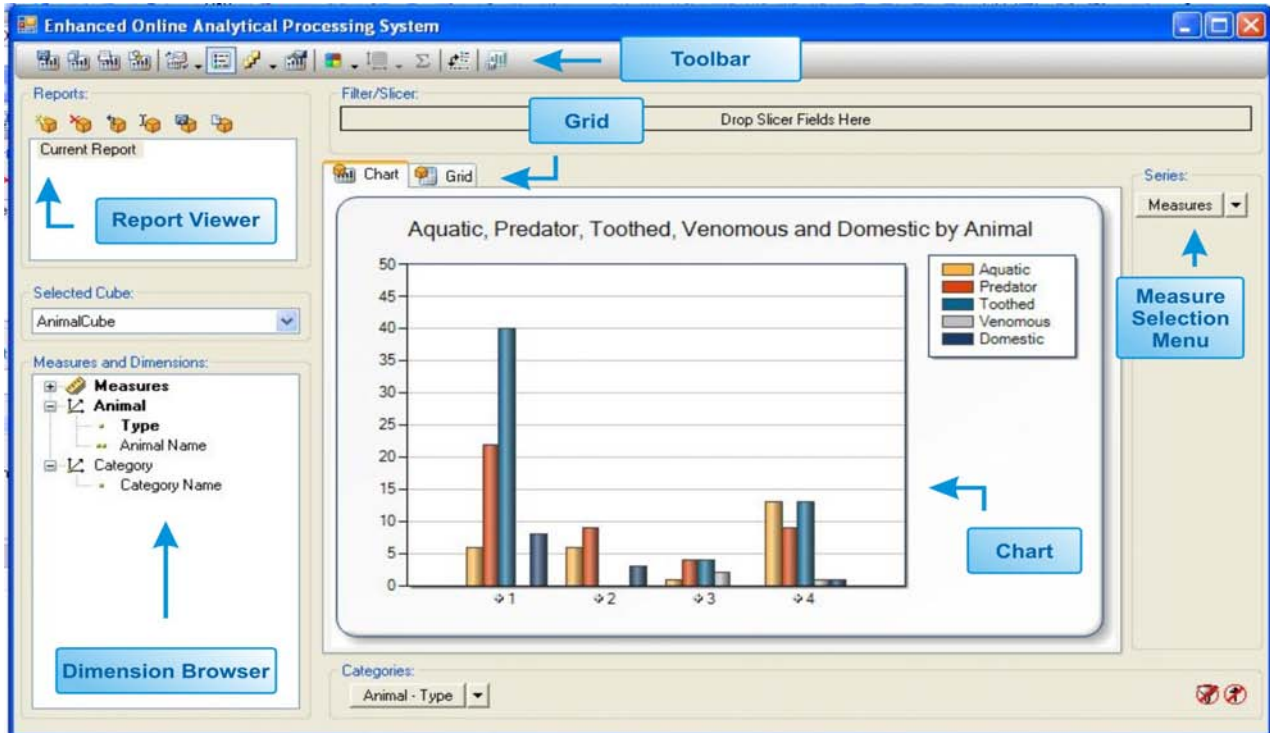 Enhanced Online Analytical Processing System
Toolbar
Reports:
Current Report
Report Viewer
Filter/Slicer:
Drop Slicer Fields Here
Grid
Chart
Grid
Series:
Measures
Measure
Selection
Menu
Selected Cube:
AnimalCube
Measures and Dimensions:
Measures
Animal
Type
Animal Name
Category
Category Name
Dimension Browser
Aquatic, Predator, Toothed, Venomous and Domestic by Animal
50
45
40
35
30
25
20
15
10
5
0
1
2
3
4
Aquatic
Predator
Toothed
Venomous
Domestic
Chart
Categories:
Animal - Type